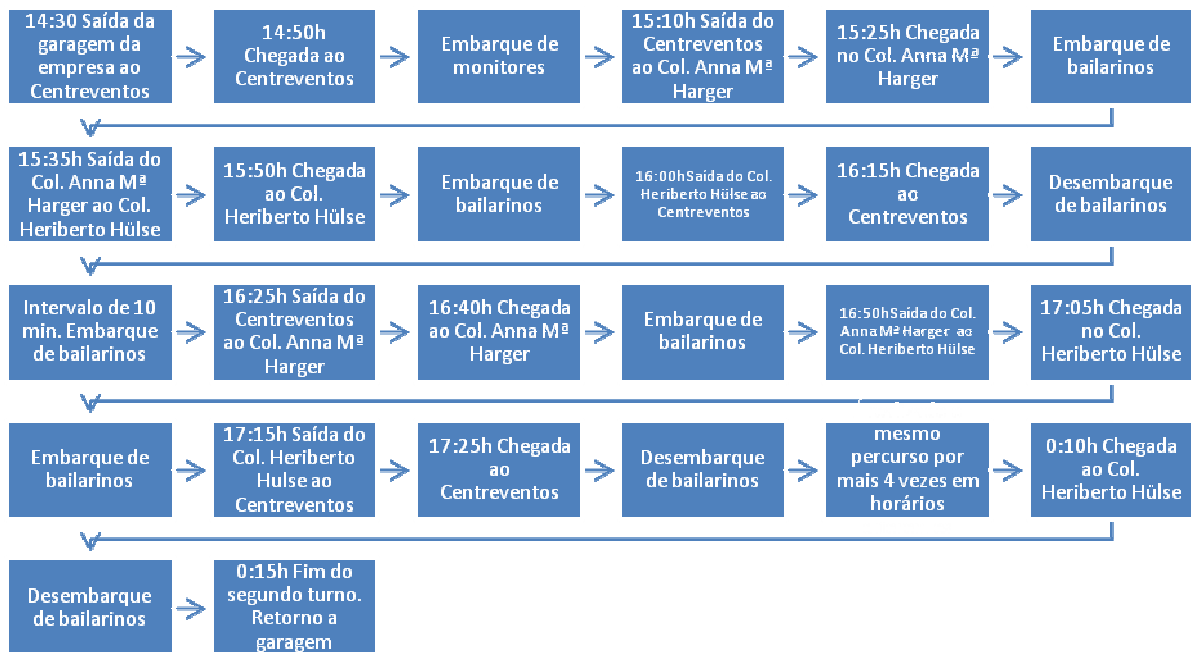 14:30 Saída da
garagem da
empresa ao
Centreventos
14:50h
Chegada ao
Centreventos
Embarque de
monitores
15:10h Saída do
Centreventos
ao Col. Anna Mª
Harger
15:25h Chegada
no Col. Anna Mª
Harger
Embarque de
bailarinos
15:35h Saída do
Col. Anna Mª
Harger ao Col.
Heriberto Hülse
15:50h Chegada
ao Col.
Heriberto Hülse
Embarque de
bailarinos
16:00hSaída do Col.
Heriberto Hülse ao
Centreventos
16:15h Chegada
ao
Centreventos
Desembarque
de bailarinos
Intervalo de 10
min. Embarque
de bailarinos
16:25h Saída do
Centreventos
ao Col. Anna Mª
Harger
16:40h Chegada
ao Col. Anna Mª
Harger
Embarque de
bailarinos
16:50hSaída do Col.
Anna Mª Harger ao
Col. Heriberto Hülse
17:05h Chegada
no Col.
Heriberto Hülse
Embarque de
bailarinos
17:15h Saída do
Col. Heriberto
Hulse ao
Centreventos
17:25h Chegada
ao
Centreventos
Desembarque
de bailarinos
mesmo
percurso por
mais 4 vezes em
horários
0:10h Chegada
ao Col.
Heriberto Hülse
Desembarque
de bailarinos
0:15h Fim do
segundo turno.
Retorno a
garagem